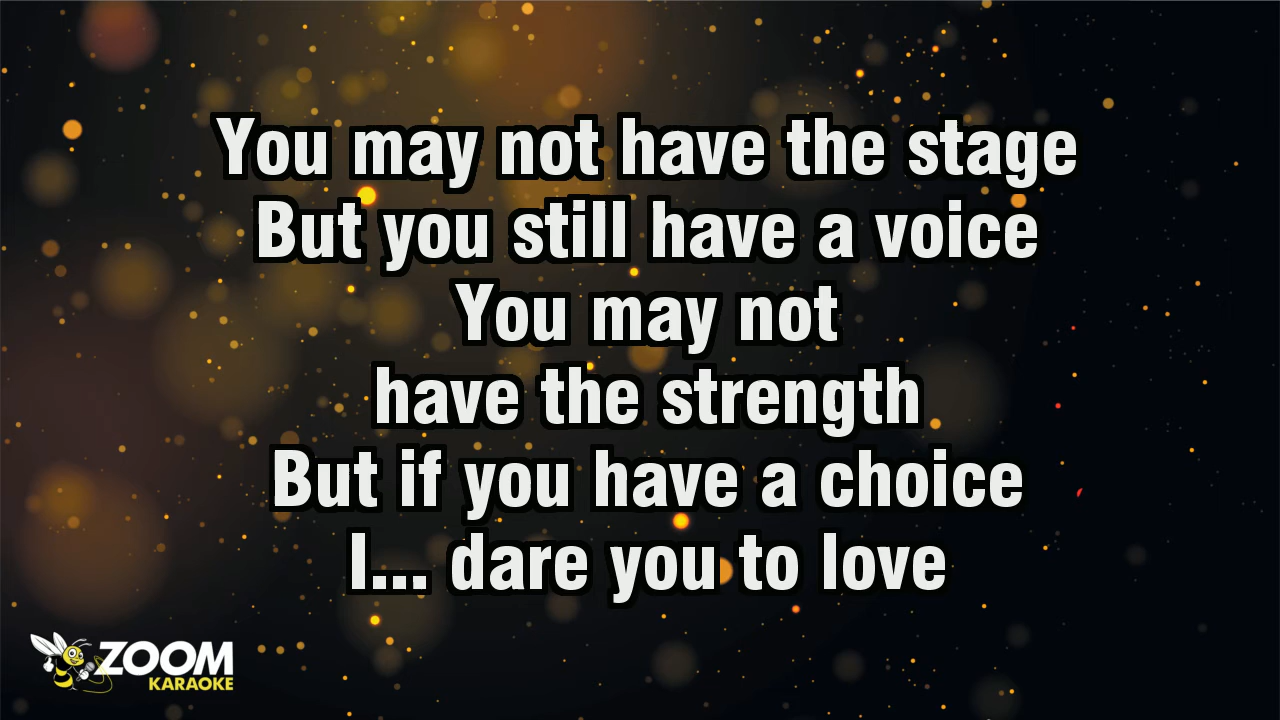 You may not have the stage
But you still have a voice
You may not
have the strength
But if you have a choice
I... dare you to love
ZOOM
KARAOKE